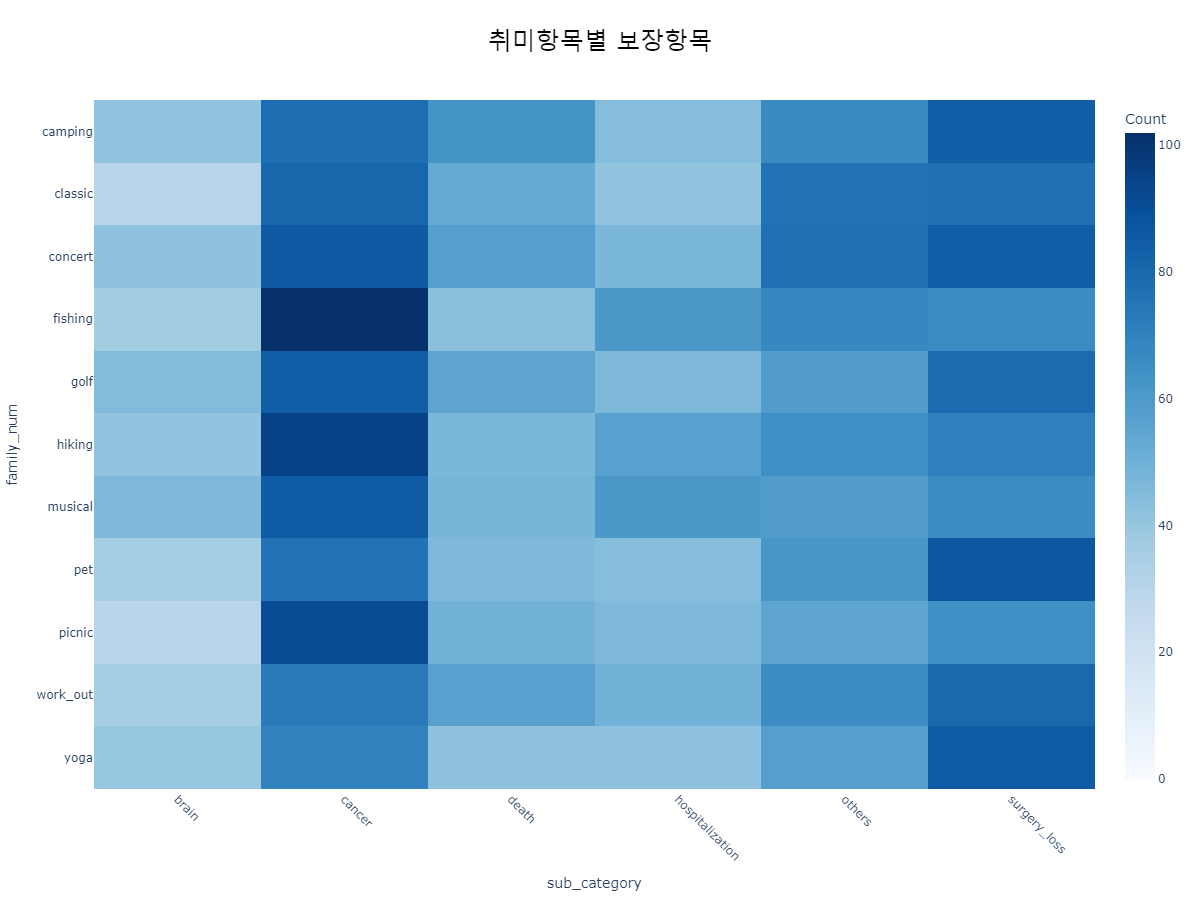 취미항목별 보장항목
Count
100
80
60
40
20
0
family_num
camping
classic
concert
fishing
golf
hiking
musical
pet
picnic
work_out
yoga
brain
cancer
death
hospitalization
others
surgery_loss
sub_category